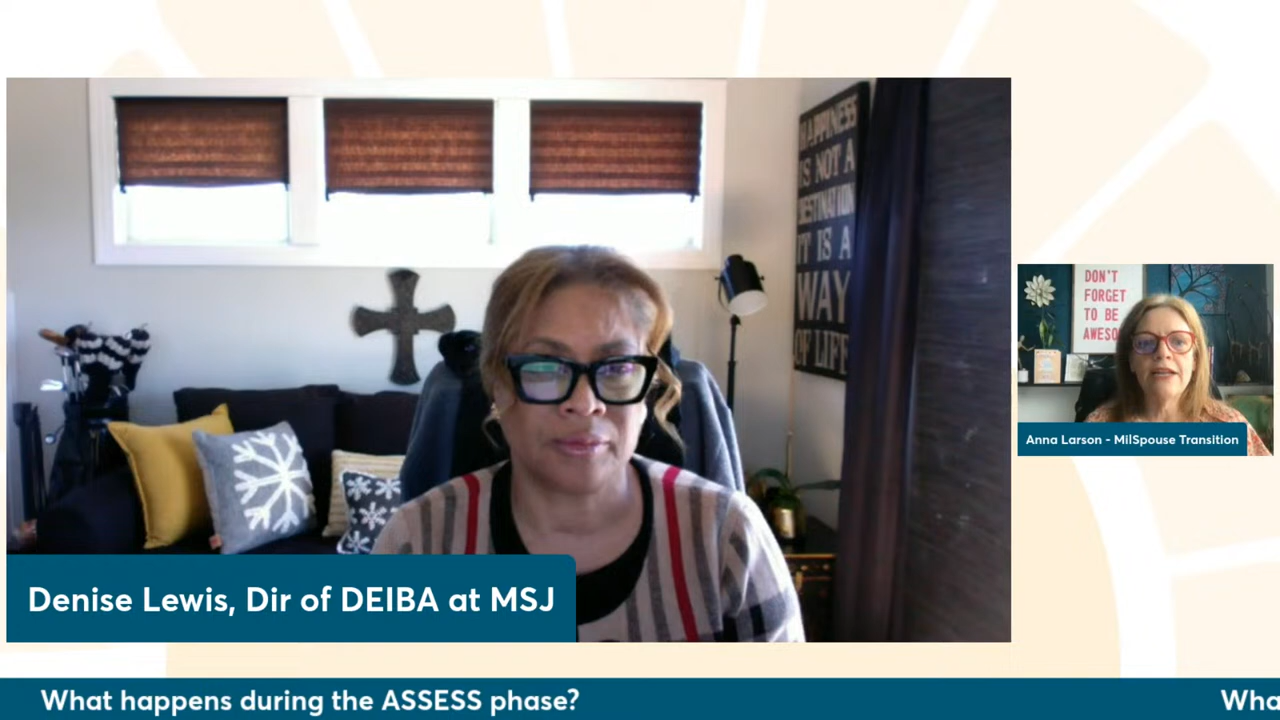 HAPPINESS
IS NOT A
DESTINATION
IT IS A
WAY
OF LIFE
DON'T
FORGET
TO BE
AWESO
Anna Larson - MilSpouse Transition
Denise Lewis, Dir of DEIBA at MSJ
What happens during the ASSESS phase?
Wha